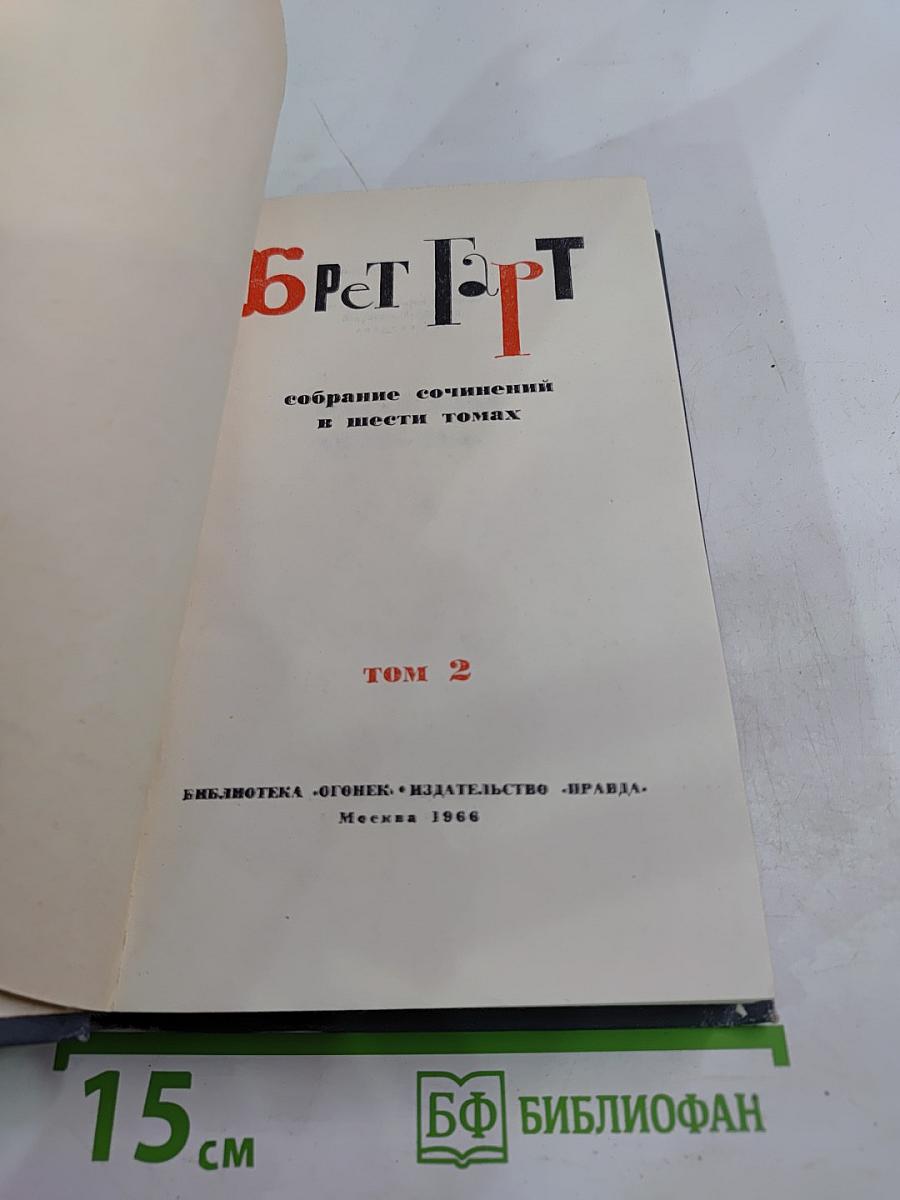 Брет Гарт
собрание сочинений
в шести томах
том 2
БИБЛИОТЕКА «ОГОНЕК» • ИЗДАТЕЛЬСТВО «ПРАВДА»
Москва 1966
15 см
БФ БИБЛИОФАН